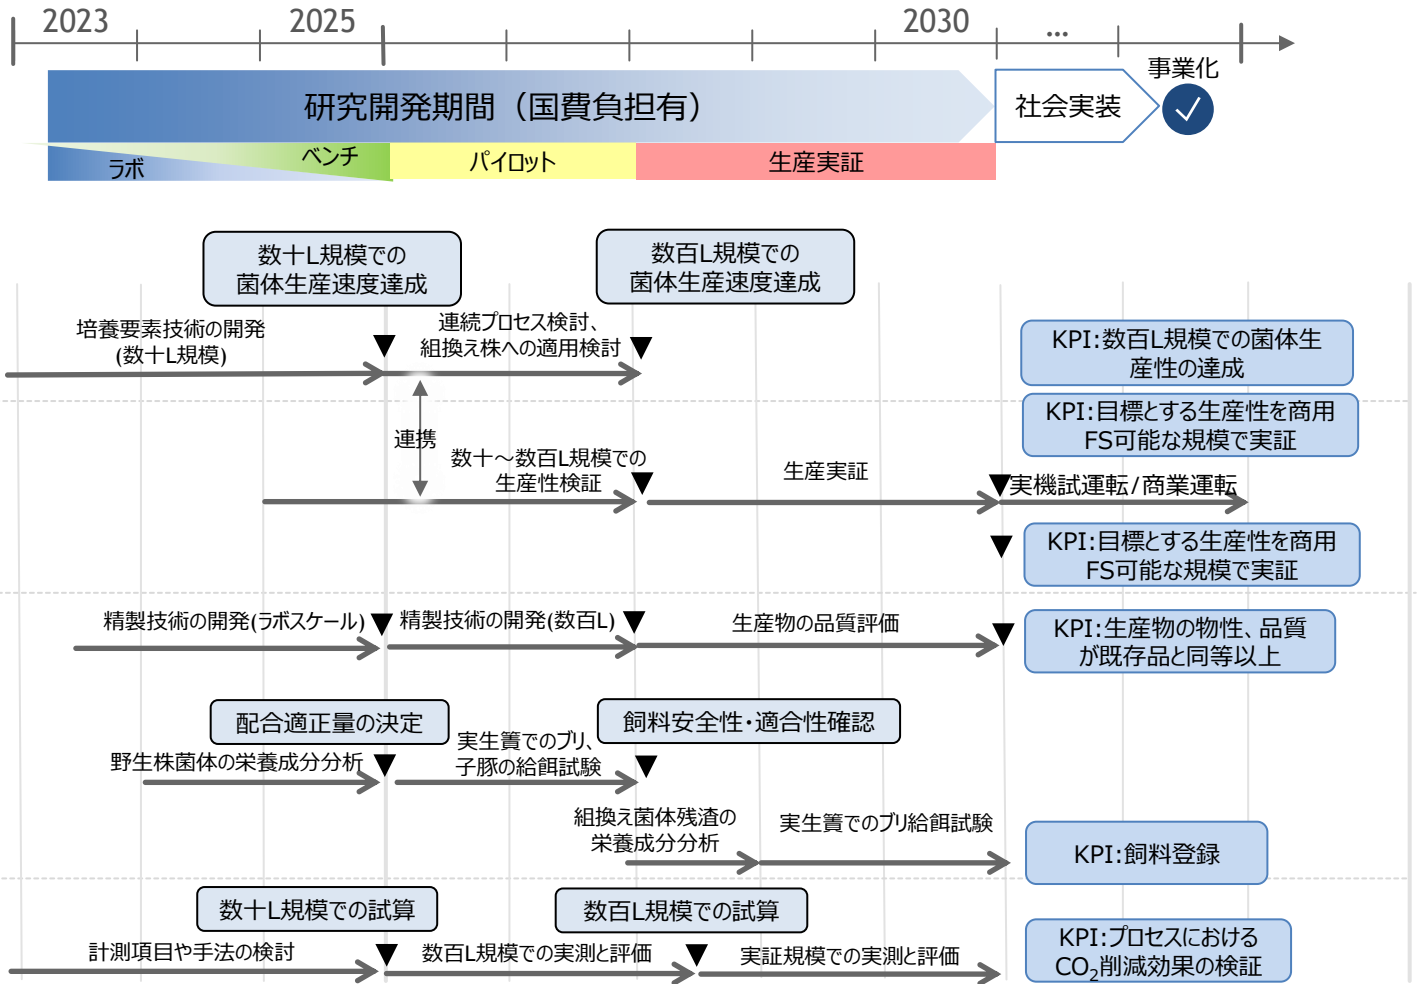 2023
2025
2030
…
研究開発期間（国費負担有）
社会実装
事業化
ラボ
ベンチ
パイロット
生産実証
数十L規模での
菌体生産速度達成
数百L規模での
菌体生産速度達成
培養要素技術の開発
(数十L規模)
連続プロセス検討、
組換え株への適用検討
KPI:数百L規模での菌体生
産性の達成
連携
KPI:目標とする生産性を商用
FS可能な規模で実証
数十～数百L規模での
生産性検証
生産実証
実機試運転/商業運転
KPI:目標とする生産性を商用
FS可能な規模で実証
精製技術の開発(ラボスケール)
精製技術の開発(数百L)
生産物の品質評価
KPI:生産物の物性、品質
が既存品と同等以上
配合適正量の決定
飼料安全性・適合性確認
野生株菌体の栄養成分分析
実生簀でのブリ、
子豚の給餌試験
組換え菌体残渣の
栄養成分分析
実生簀でのブリ給餌試験
KPI:飼料登録
数十L規模での試算
数百L規模での試算
計測項目や手法の検討
数百L規模での実測と評価
実証規模での実測と評価
KPI:プロセスにおける
CO2削減効果の検証